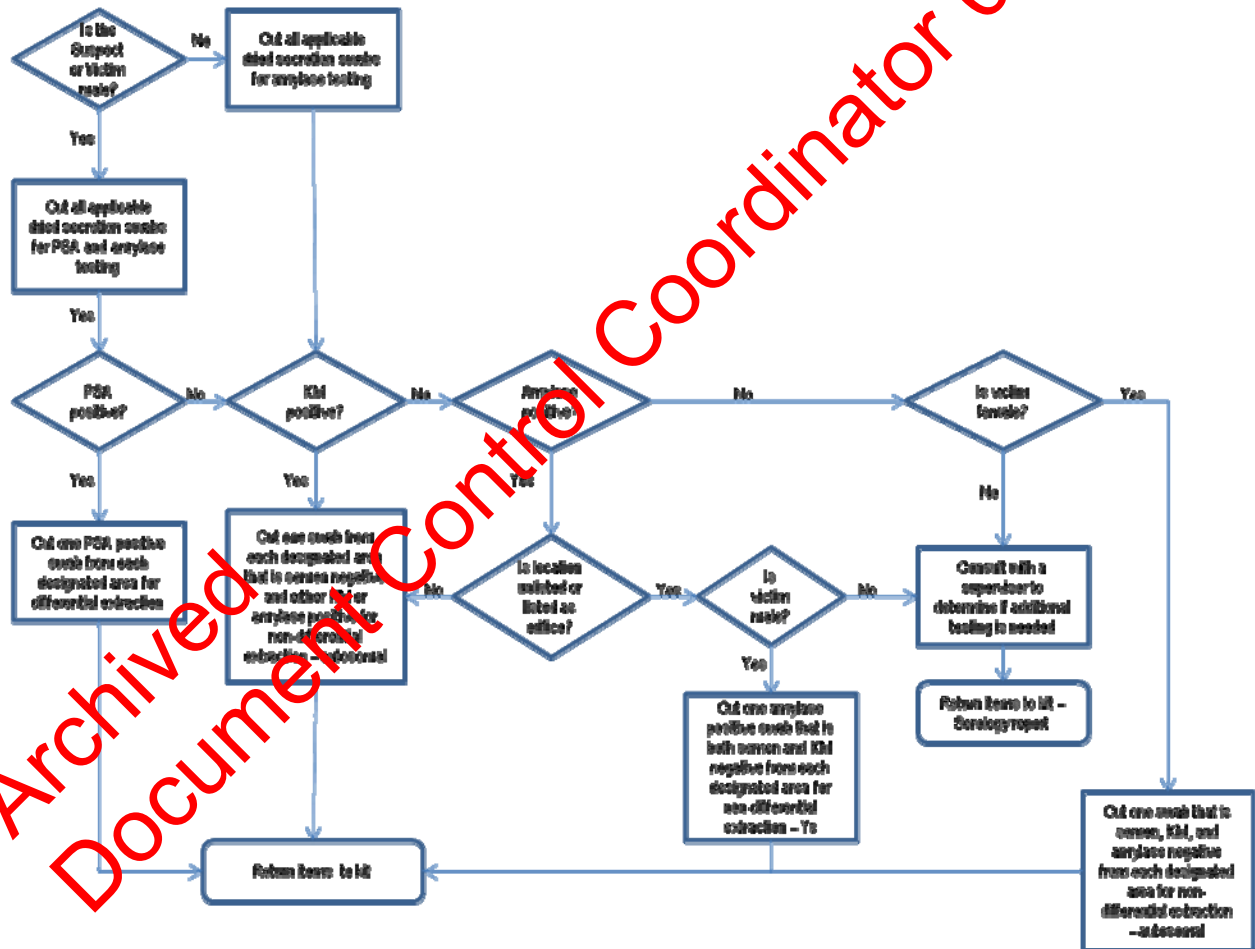 Is the
Suspect
or Victim
male?
No
Cut all applicable
dried secretion swabs
for amylase testing
Yes
Cut all applicable
dried secretion swabs
for PSA and amylase
testing
Yes
PSA
positive?
No
KM
positive?
No
Amylase
positive?
No
Is victim
female?
Yes
Yes
Cut one PSA positive
swab from each
designated area for
differential extraction
Yes
Cut one swab from
each designated area
that is semen negative
and other KM or
amylase positive for
non-differential
extraction – autosomal
Yes
Is location
unlisted or
listed as
No
Yes
Is
victim
male?
No
No
Consult with a
supervisor to
determine if additional
testing is needed
Return items to kit –
Serology report
Yes
Cut one amylase
positive swab that is
both semen and KM
negative from each
designated area for
non-differential
extraction – Ys
Cut one swab that is
semen, KM, and
amylase negative
from each designated
area for non-
differential extraction
– autosomal
Return items to kit
Archived
Document Control Coordinator